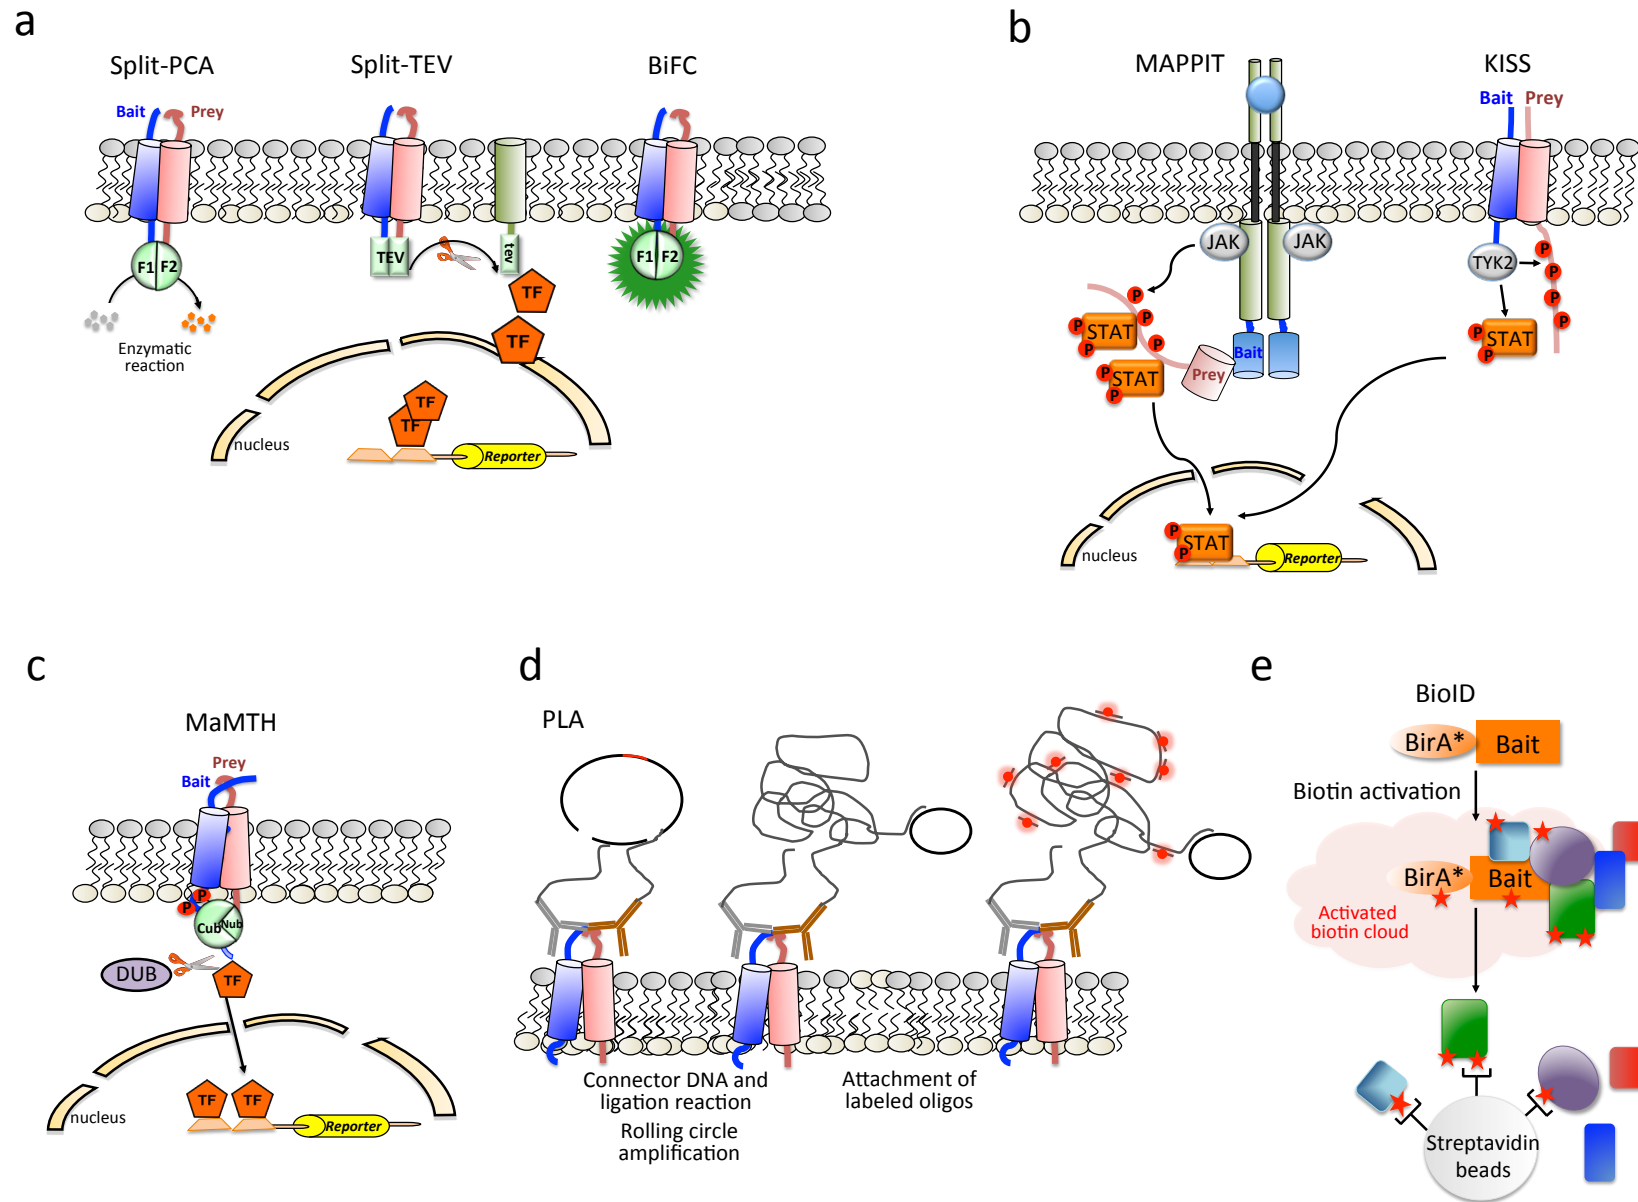 a
Split-PCA
Split-TEV
BiFC
Bait
Prey
F1
F2
TEV
tev
F1
F2
TF
TF
Enzymatic
reaction
TF
TF
nucleus
Reporter
b
MAPPIT
KISS
Bait
Prey
JAK
JAK
TYK2
P
P
P
P
P
P
P
P
STAT
P
P
STAT
P
P
STAT
P
P
Bait
Prey
P
STAT
P
nucleus
Reporter
c
MaMTH
Prey
Bait
P
P
Cub
Nub
DUB
TF
TF
TF
nucleus
Reporter
d
PLA
Connector DNA and
ligation reaction
Rolling circle
amplification
Attachment of
labeled oligos
e
BioID
BirA*
Bait
Biotin activation
BirA*
Bait
Activated
biotin cloud
Streptavidin
beads